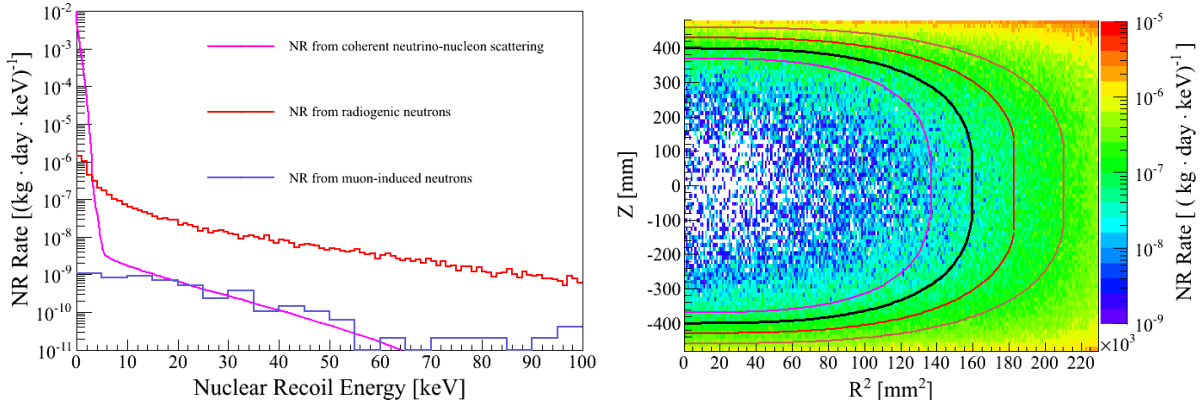 NR Rate [(kg · day · keV)⁻¹]
10⁻²
10⁻³
10⁻⁴
10⁻⁵
10⁻⁶
10⁻⁷
10⁻⁸
10⁻⁹
10⁻¹⁰
10⁻¹¹
NR from coherent neutrino-nucleon scattering
NR from radiogenic neutrons
NR from muon-induced neutrons
0 10 20 30 40 50 60 70 80 90 100
Nuclear Recoil Energy [keV]
Z [mm]
400
300
200
100
0
-100
-200
-300
-400
0 20 40 60 80 100 120 140 160 180 200 220
×10³
R² [mm²]
10⁻⁵
10⁻⁶
10⁻⁷
10⁻⁸
10⁻⁹
NR Rate [ ( kg · day · keV)⁻¹ ]